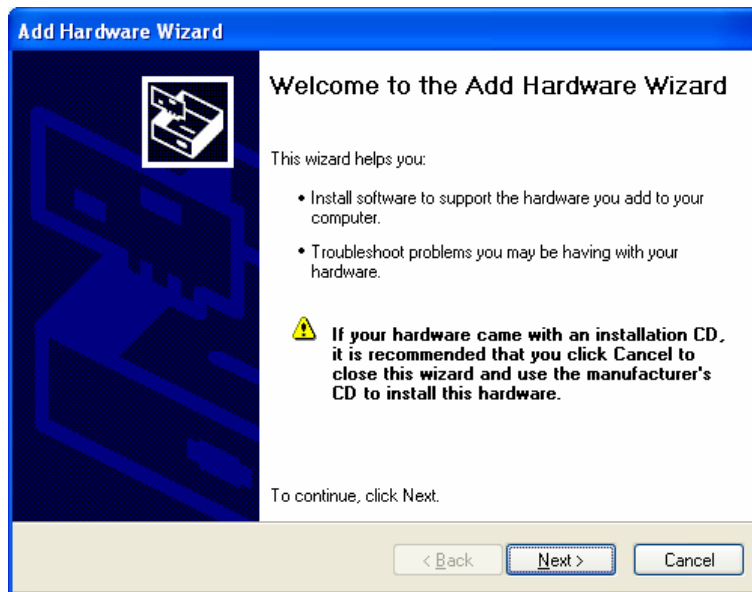 Add Hardware Wizard
Welcome to the Add Hardware Wizard
This wizard helps you:
• Install software to support the hardware you add to your
computer.
• Troubleshoot problems you may be having with your
hardware.
If your hardware came with an installation CD,
it is recommended that you click Cancel to
close this wizard and use the manufacturer's
CD to install this hardware.
To continue, click Next.
< Back
Next >
Cancel